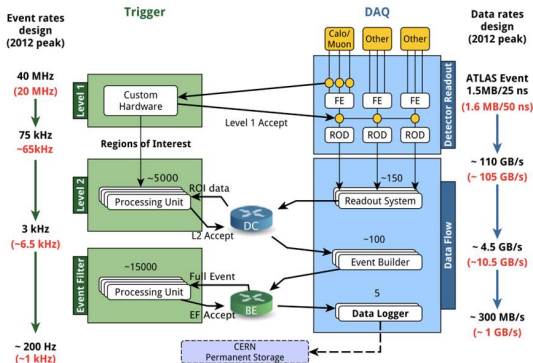 Event rates
design
(2012 peak)
Trigger
DAQ
Data rates
design
(2012 peak)
40 MHz
(20 MHz)
75 kHz
~65kHz
3 kHz
(~6.5 kHz)
~ 200 Hz
(~1 kHz)
Level 1
Custom
Hardware
Level 1 Accept
Regions of Interest
Level 2
~5000
Processing Unit
ROI data
L2 Accept
DC
Event Filter
~15000
Processing Unit
Full Event
EF Accept
BE
Calo/
Muon
Other
Other
FE
FE
FE
ROD
ROD
ROD
Detector Readout
~150
Readout System
~100
Event Builder
5
Data Logger
Data Flow
CERN
Permanent Storage
ATLAS Event
1.5MB/25 ns
(1.6 MB/50 ns)
~ 110 GB/s
(~ 105 GB/s)
~ 4.5 GB/s
(~10.5 GB/s)
~ 300 MB/s
(~ 1 GB/s)